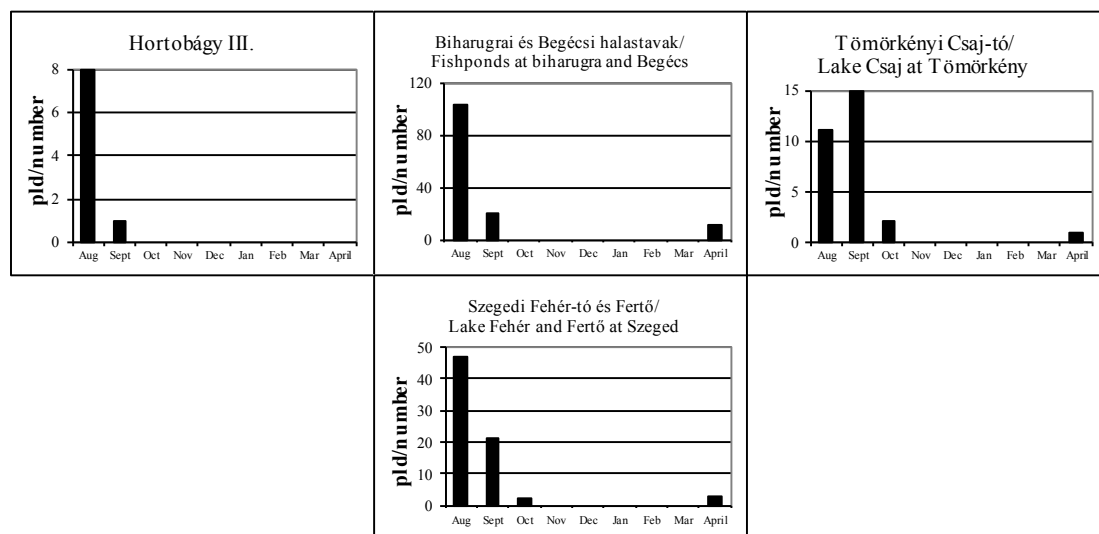 Hortobágy III.
pld/number
8
6
4
2
0
Aug Sept Oct Nov Dec Jan Feb Mar April
Biharugrai és Begécsi halastavak/
Fishponds at biharugra and Begécs
pld/number
120
80
40
0
Aug Sept Oct Nov Dec Jan Feb Mar April
Tömörkényi Csaj-tó/
Lake Csaj at Tömörkény
pld/number
15
10
5
0
Aug Sept Oct Nov Dec Jan Feb Mar April
Szegedi Fehér-tó és Fertő/
Lake Fehér and Fertő at Szeged
pld/number
50
40
30
20
10
0
Aug Sept Oct Nov Dec Jan Feb Mar April